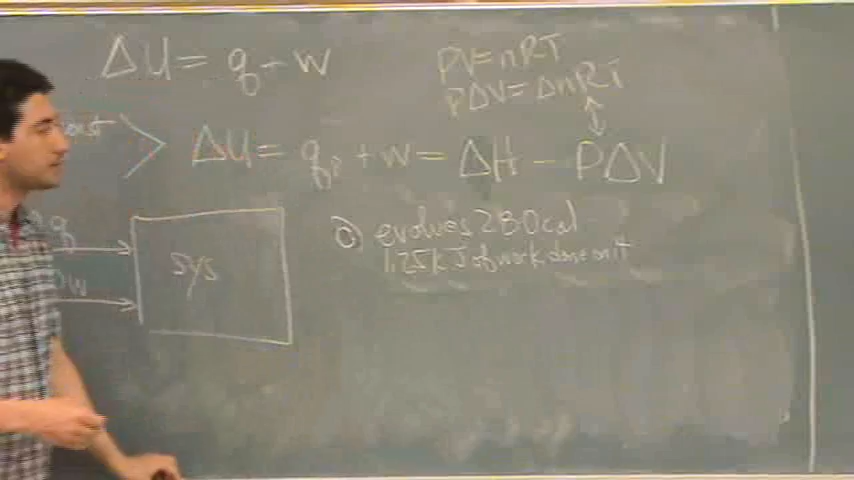 ΔU = q + w
PV = nRT
PΔV = ΔnRT
ΔU = qp + w = ΔH - PΔV
q
w
sys
c) evolves 280 cal
1.25 kJ of work done on it